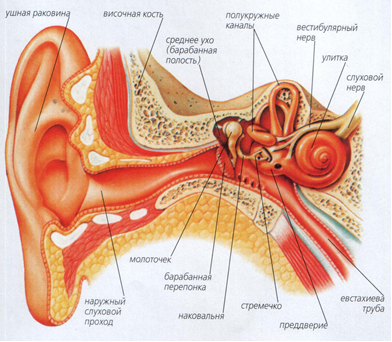 ушная раковина
височная кость
среднее ухо
(барабанная
полость)
полукружные
каналы
вестибулярный
нерв
улитка
слуховой
нерв
молоточек
барабанная
перепонка
наковальня
стремечко
преддверие
евстахиева
труба
наружный
слуховой
проход